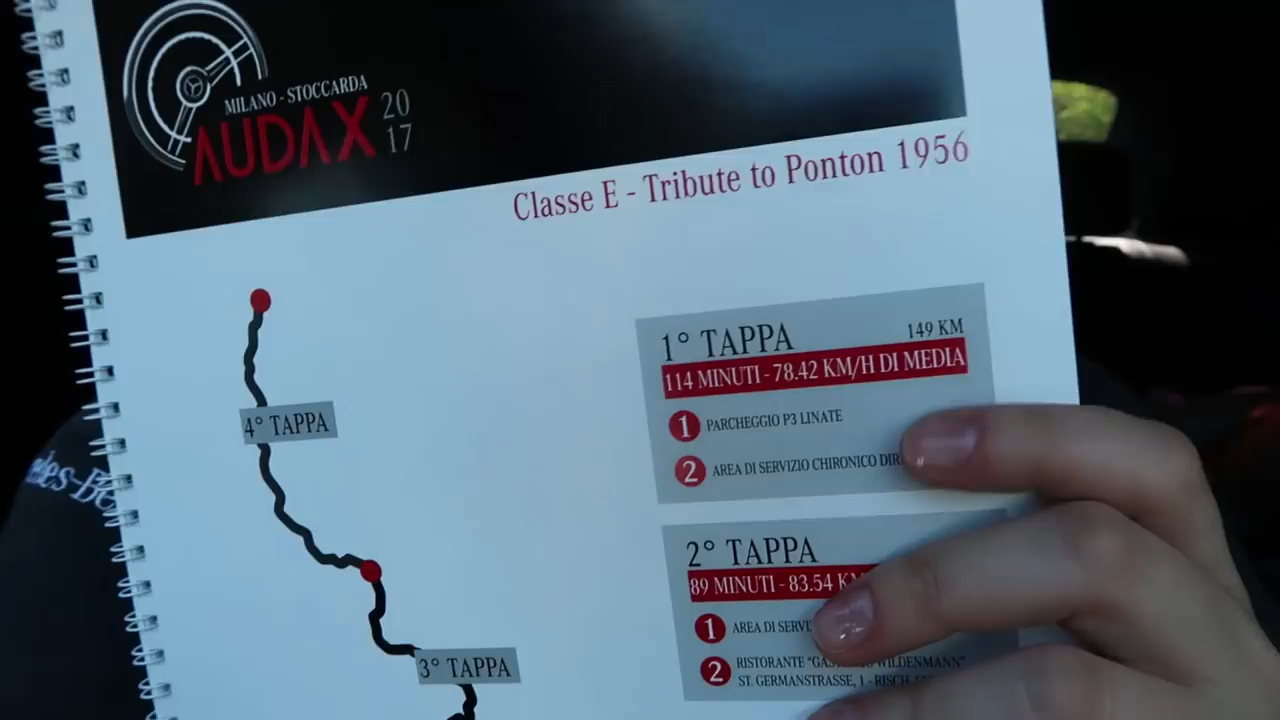 MILANO - STOCCARDA
AUDAX 20
17
Classe E - Tribute to Ponton 1956
1° TAPPA 149 KM
114 MINUTI - 78.42 KM/H DI MEDIA
1 PARCHEGGIO P3 LINATE
2 AREA DI SERVIZIO CHIRONICO
4° TAPPA
2° TAPPA
89 MINUTI - 83.54
1 AREA DI
2 RISTORANTE WILDENMANN"
ST. GERMANSTRASSE, 1 - RISCH
3° TAPPA